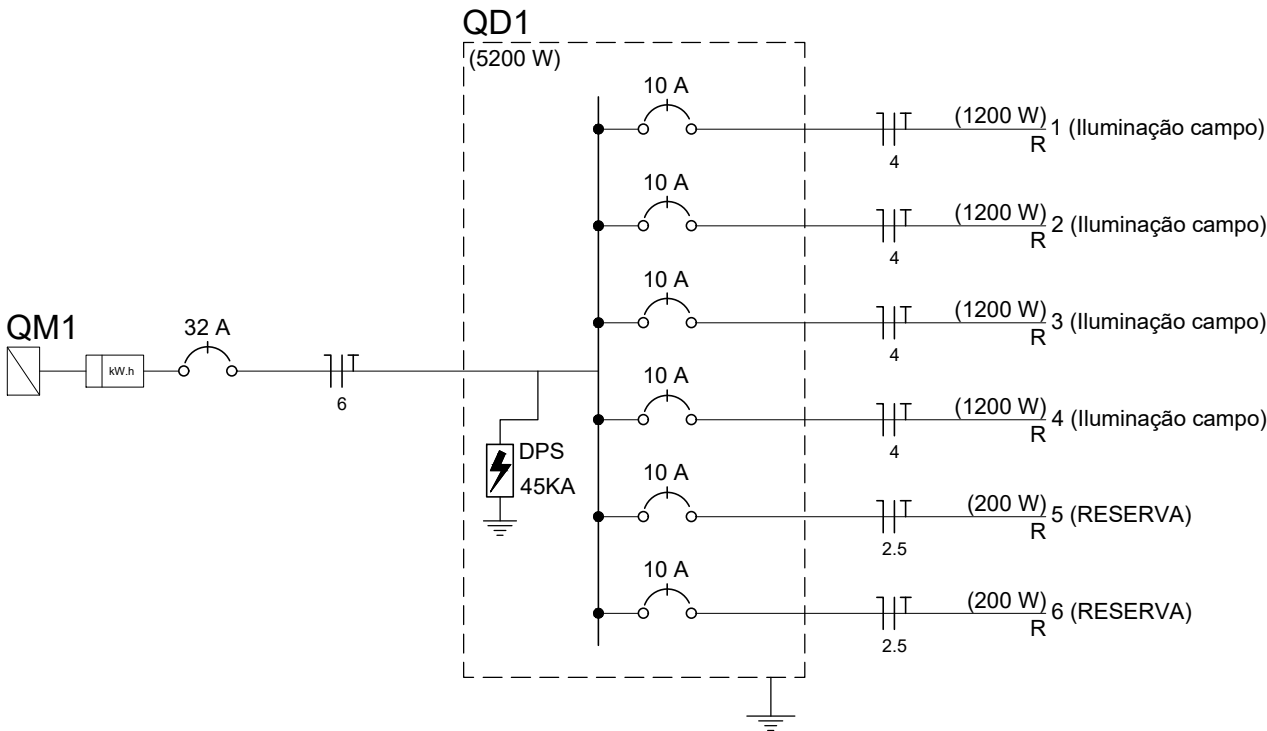 QD1
(5200 W)
10 A
(1200 W)
R
1 (Iluminação campo)
4
10 A
(1200 W)
R
2 (Iluminação campo)
4
10 A
(1200 W)
R
3 (Iluminação campo)
4
QM1
kW.h
32 A
6
10 A
(1200 W)
R
4 (Iluminação campo)
4
DPS
45KA
10 A
(200 W)
R
5 (RESERVA)
2.5
10 A
(200 W)
R
6 (RESERVA)
2.5